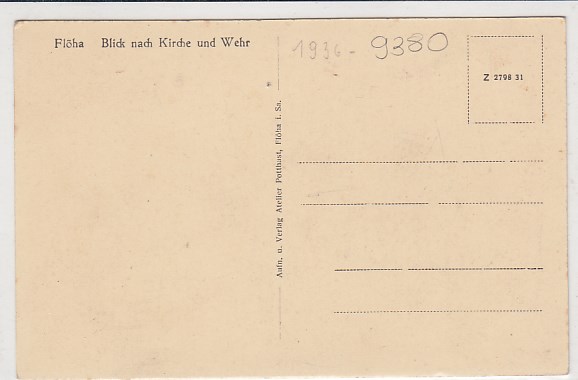 Flöha Blick nach Kirche und Wehr
1936 - 9380
Z 2798 31
Aufn. u. Verlag Atelier Potthast, Flöha i. Sa.